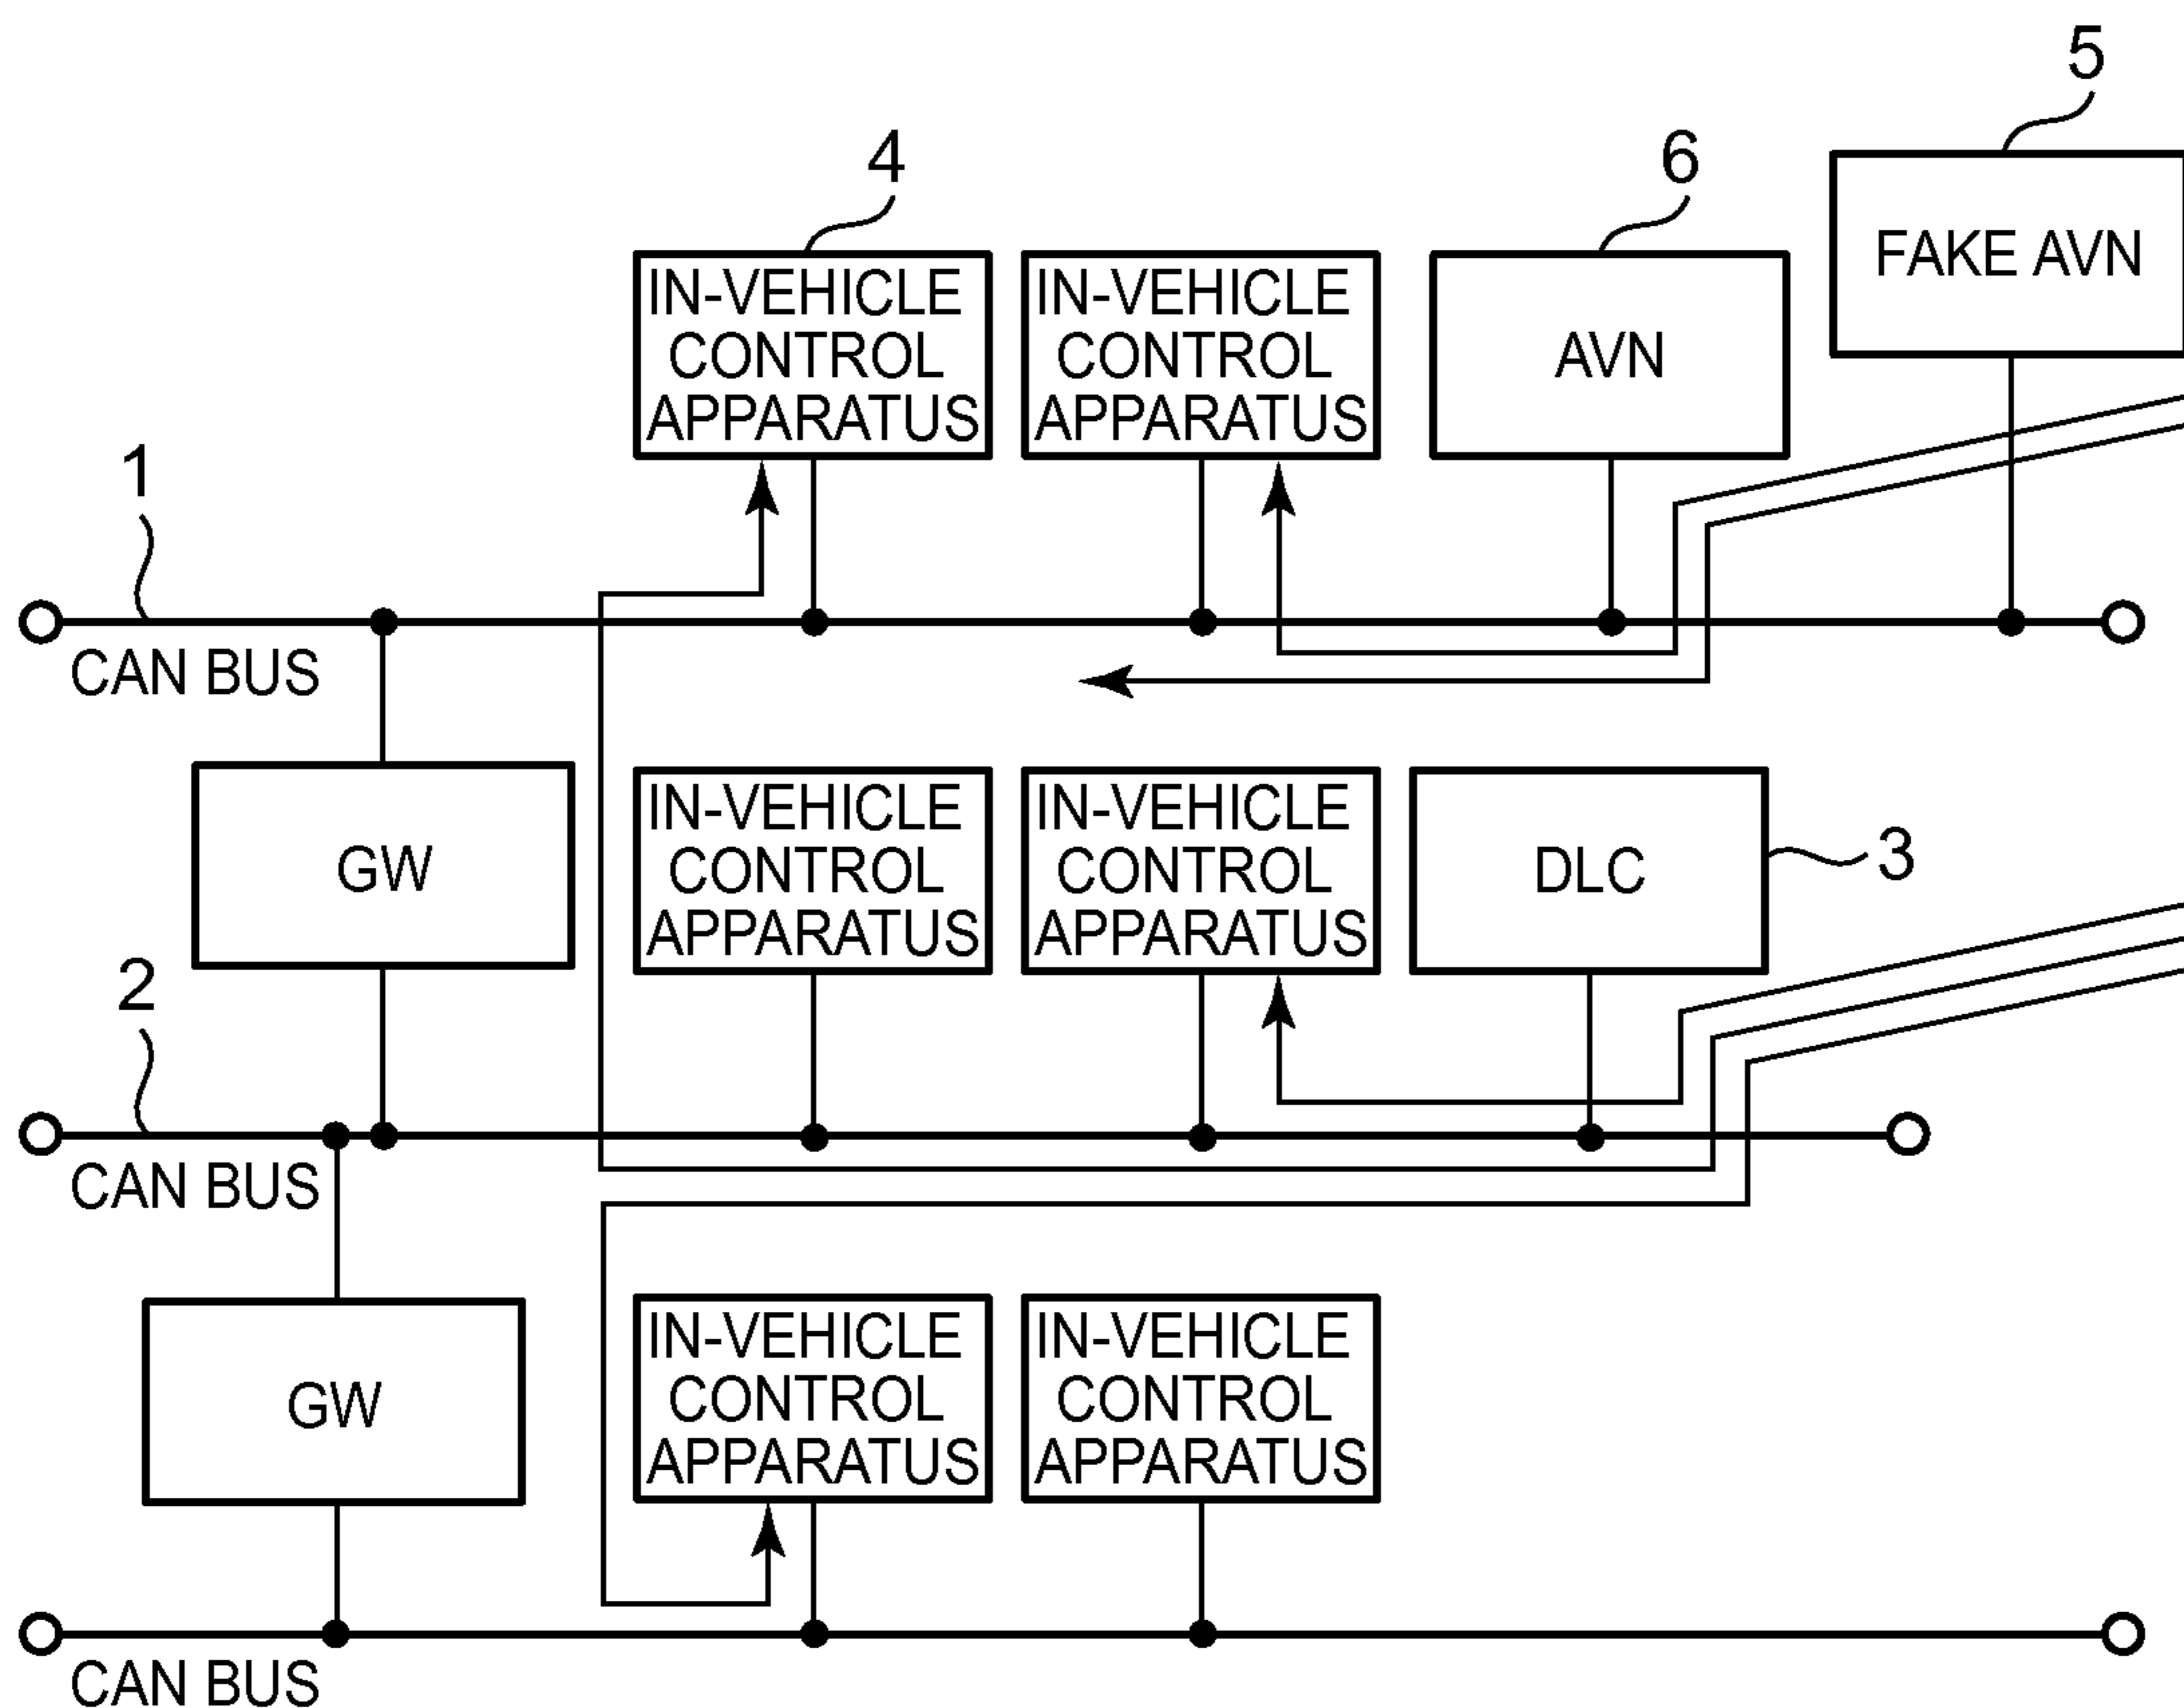 5
4
6
FAKE AVN
IN-VEHICLE
CONTROL
APPARATUS
IN-VEHICLE
CONTROL
APPARATUS
AVN
1
CAN BUS
GW
IN-VEHICLE
CONTROL
APPARATUS
IN-VEHICLE
CONTROL
APPARATUS
DLC
3
2
CAN BUS
GW
IN-VEHICLE
CONTROL
APPARATUS
IN-VEHICLE
CONTROL
APPARATUS
CAN BUS